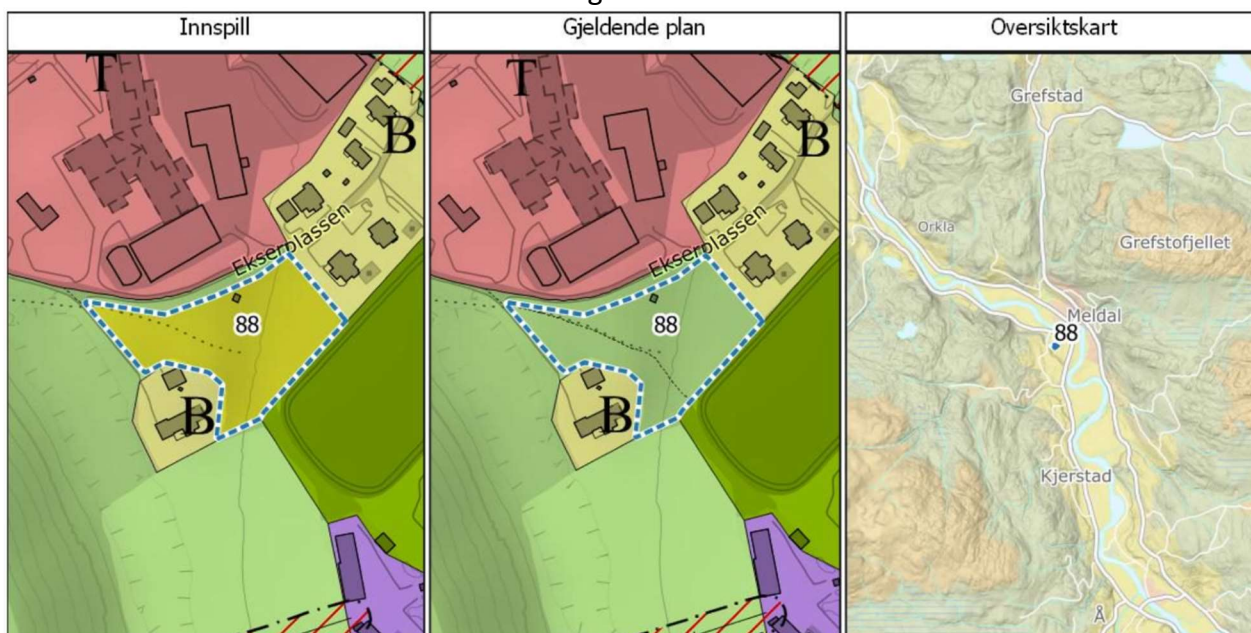 Innspill
Gjeldende plan
Oversiktskart
T
B
Ekserplassen
88
B
T
B
Ekserplassen
88
B
Grefstad
Orkla
Grefstofjellet
Meldal
88
Kjerstad
Å